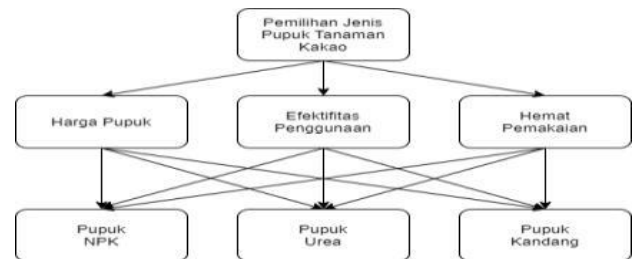 Pemilihan Jenis
Pupuk Tanaman
Kakao
Harga Pupuk
Efektifitas
Penggunaan
Hemat
Pemakaian
Pupuk
NPK
Pupuk
Urea
Pupuk
Kandang